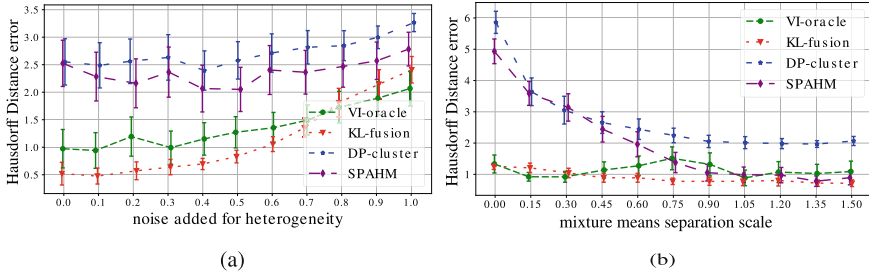 Hausdorff Distance error
3.5
3.0
2.5
2.0
1.5
1.0
0.5
0.0 0.1 0.2 0.3 0.4 0.5 0.6 0.7 0.8 0.9 1.0
noise added for heterogeneity
VI-oracle
KL-fusion
DP-cluster
SPAHM
(a)
Hausdorff Distance error
6
5
4
3
2
1
0.00 0.15 0.30 0.45 0.60 0.75 0.90 1.05 1.20 1.35 1.50
mixture means separation scale
VI-oracle
KL-fusion
DP-cluster
SPAHM
(b)